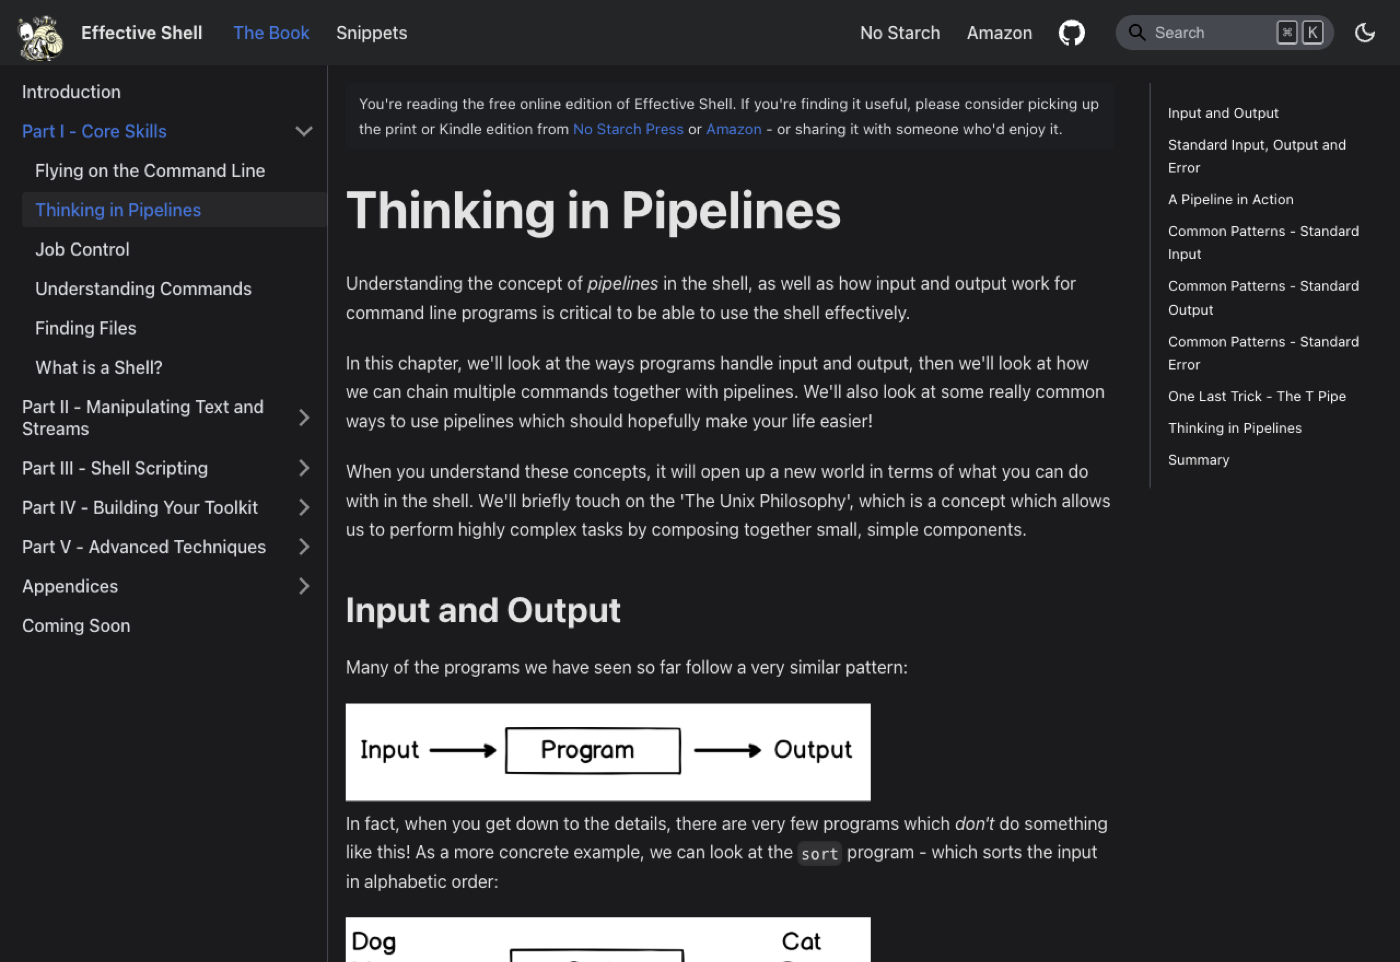 Effective Shell
The Book
Snippets
No Starch
Amazon
Search
⌘ K
Introduction
Part I - Core Skills
Flying on the Command Line
Thinking in Pipelines
Job Control
Understanding Commands
Finding Files
What is a Shell?
Part II - Manipulating Text and
Streams
Part III - Shell Scripting
Part IV - Building Your Toolkit
Part V - Advanced Techniques
Appendices
Coming Soon
You're reading the free online edition of Effective Shell. If you're finding it useful, please consider picking up
the print or Kindle edition from No Starch Press or Amazon - or sharing it with someone who'd enjoy it.
Thinking in Pipelines
Understanding the concept of pipelines in the shell, as well as how input and output work for
command line programs is critical to be able to use the shell effectively.
In this chapter, we'll look at the ways programs handle input and output, then we'll look at how
we can chain multiple commands together with pipelines. We'll also look at some really common
ways to use pipelines which should hopefully make your life easier!
When you understand these concepts, it will open up a new world in terms of what you can do
with in the shell. We'll briefly touch on the 'The Unix Philosophy', which is a concept which allows
us to perform highly complex tasks by composing together small, simple components.
Input and Output
Many of the programs we have seen so far follow a very similar pattern:
Input Program Output
In fact, when you get down to the details, there are very few programs which don't do something
like this! As a more concrete example, we can look at the sort program - which sorts the input
in alphabetic order:
Dog Cat
Input and Output
Standard Input, Output and
Error
A Pipeline in Action
Common Patterns - Standard
Input
Common Patterns - Standard
Output
Common Patterns - Standard
Error
One Last Trick - The T Pipe
Thinking in Pipelines
Summary